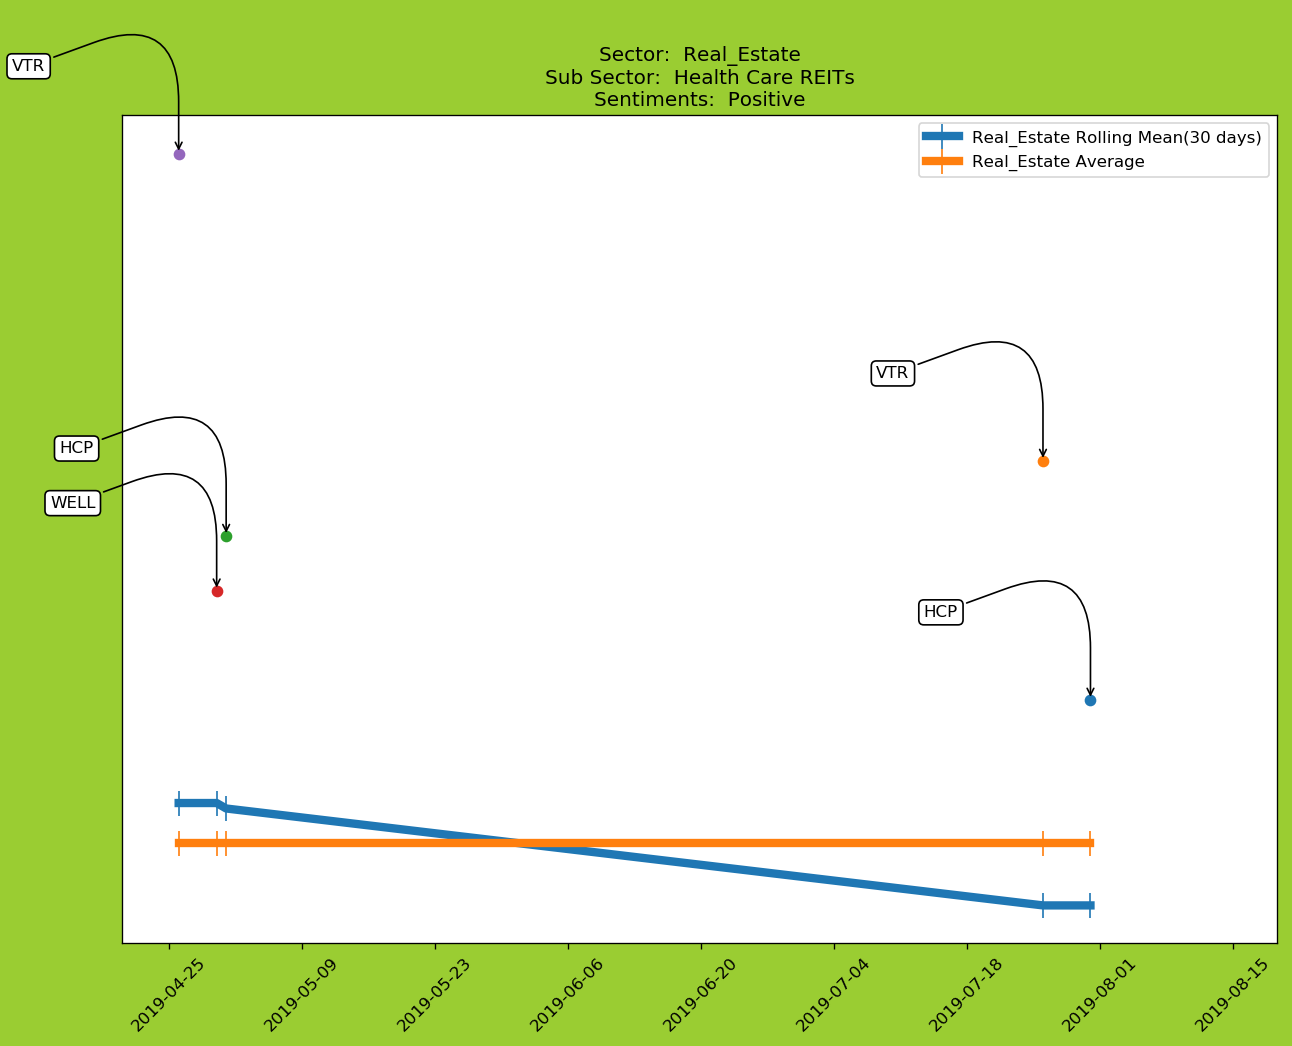 VTR
Sector:  Real_Estate
Sub Sector:  Health Care REITs
Sentiments:  Positive
Real_Estate Rolling Mean(30 days)
Real_Estate Average
VTR
HCP
WELL
HCP
2019-04-25
2019-05-09
2019-05-23
2019-06-06
2019-06-20
2019-07-04
2019-07-18
2019-08-01
2019-08-15